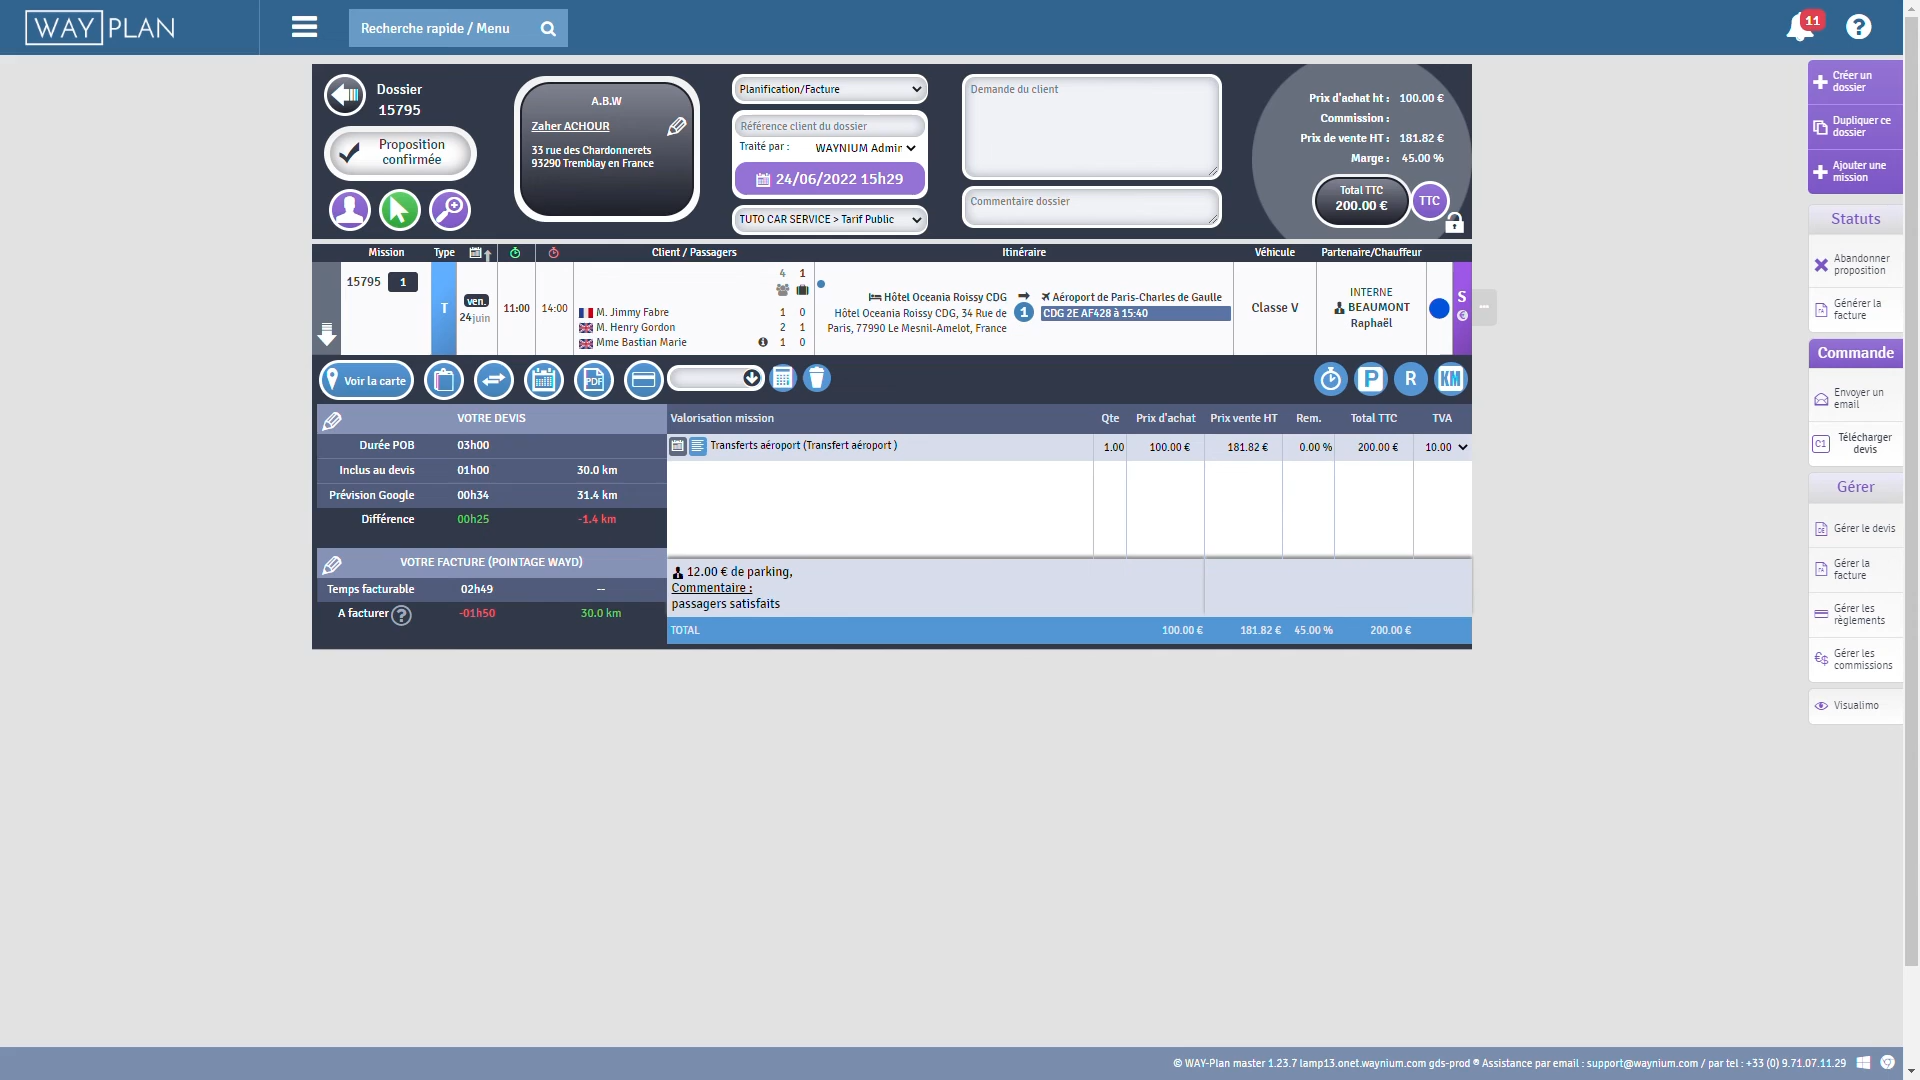 WAY PLAN
Recherche rapide / Menu
11
?
Dossier
15795
Proposition
confirmée
A.B.W
Zaher ACHOUR
33 rue des Chardonnerets
93290 Tremblay en France
Planification/Facture
Référence client du dossier
Traité par :
WAYNIUM Admin
24/06/2022 15h29
TUTO CAR SERVICE > Tarif Public
Demande du client
Commentaire dossier
Prix d'achat ht : 100.00 €
Commission :
Prix de vente HT : 181.82 €
Marge : 45.00 %
Total TTC
200.00 €
TTC
Mission Type Client / Passagers Itinéraire Véhicule Partenaire/Chauffeur
15795 1
T
ven.
24 juin
11:00
14:00
4 1
M. Jimmy Fabre 1 0
M. Henry Gordon 2 1
Mme Bastian Marie 1 0
Hôtel Oceania Roissy CDG
Hôtel Oceania Roissy CDG, 34 Rue de
Paris, 77990 Le Mesnil-Amelot, France
1
Aéroport de Paris-Charles de Gaulle
CDG 2E AF428 à 15:40
Classe V
INTERNE
BEAUMONT
Raphaël
S
€
Voir la carte
PDF
P
R
KM
VOTRE DEVIS
Durée POB 03h00
Inclus au devis 01h00 30.0 km
Prévision Google 00h34 31.4 km
Différence 00h25 -1.4 km
VOTRE FACTURE (POINTAGE WAYD)
Temps facturable 02h49 --
A facturer ? -01h50 30.0 km
Valorisation mission Qte Prix d'achat Prix vente HT Rem. Total TTC TVA
Transferts aéroport (Transfert aéroport ) 1.00 100.00 € 181.82 € 0.00 % 200.00 € 10.00
12.00 € de parking,
Commentaire :
passagers satisfaits
TOTAL 100.00 € 181.82 € 45.00 % 200.00 €
Créer un
dossier
Dupliquer ce
dossier
Ajouter une
mission
Statuts
Abandonner
proposition
Générer la
facture
Commande
Envoyer un
email
C1
Télécharger
devis
Gérer
Gérer le devis
Gérer la
facture
Gérer les
règlements
€$
Gérer les
commissions
Visualimo
© WAY-Plan master 1.23.7 lamp13.onet.waynium.com gds-prod ® Assistance par email : support@waynium.com / par tel : +33 (0) 9.71.07.11.29